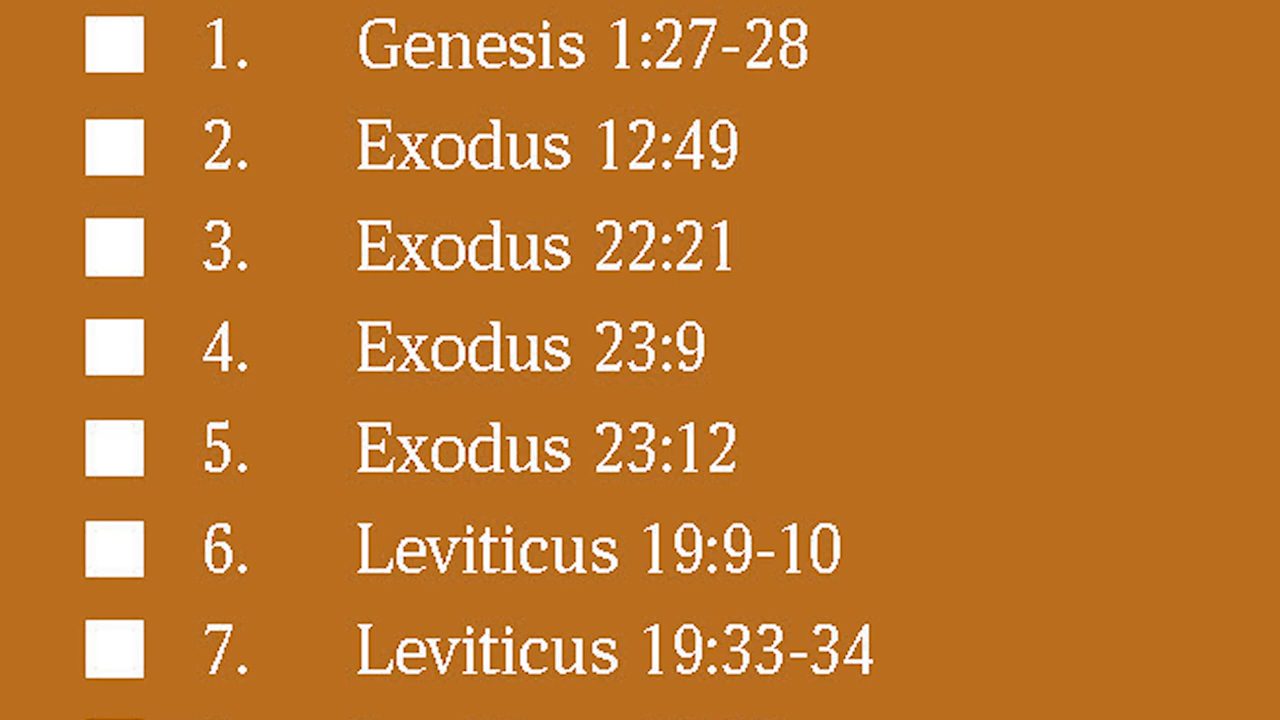 1. Genesis 1:27-28
2. Exodus 12:49
3. Exodus 22:21
4. Exodus 23:9
5. Exodus 23:12
6. Leviticus 19:9-10
7. Leviticus 19:33-34